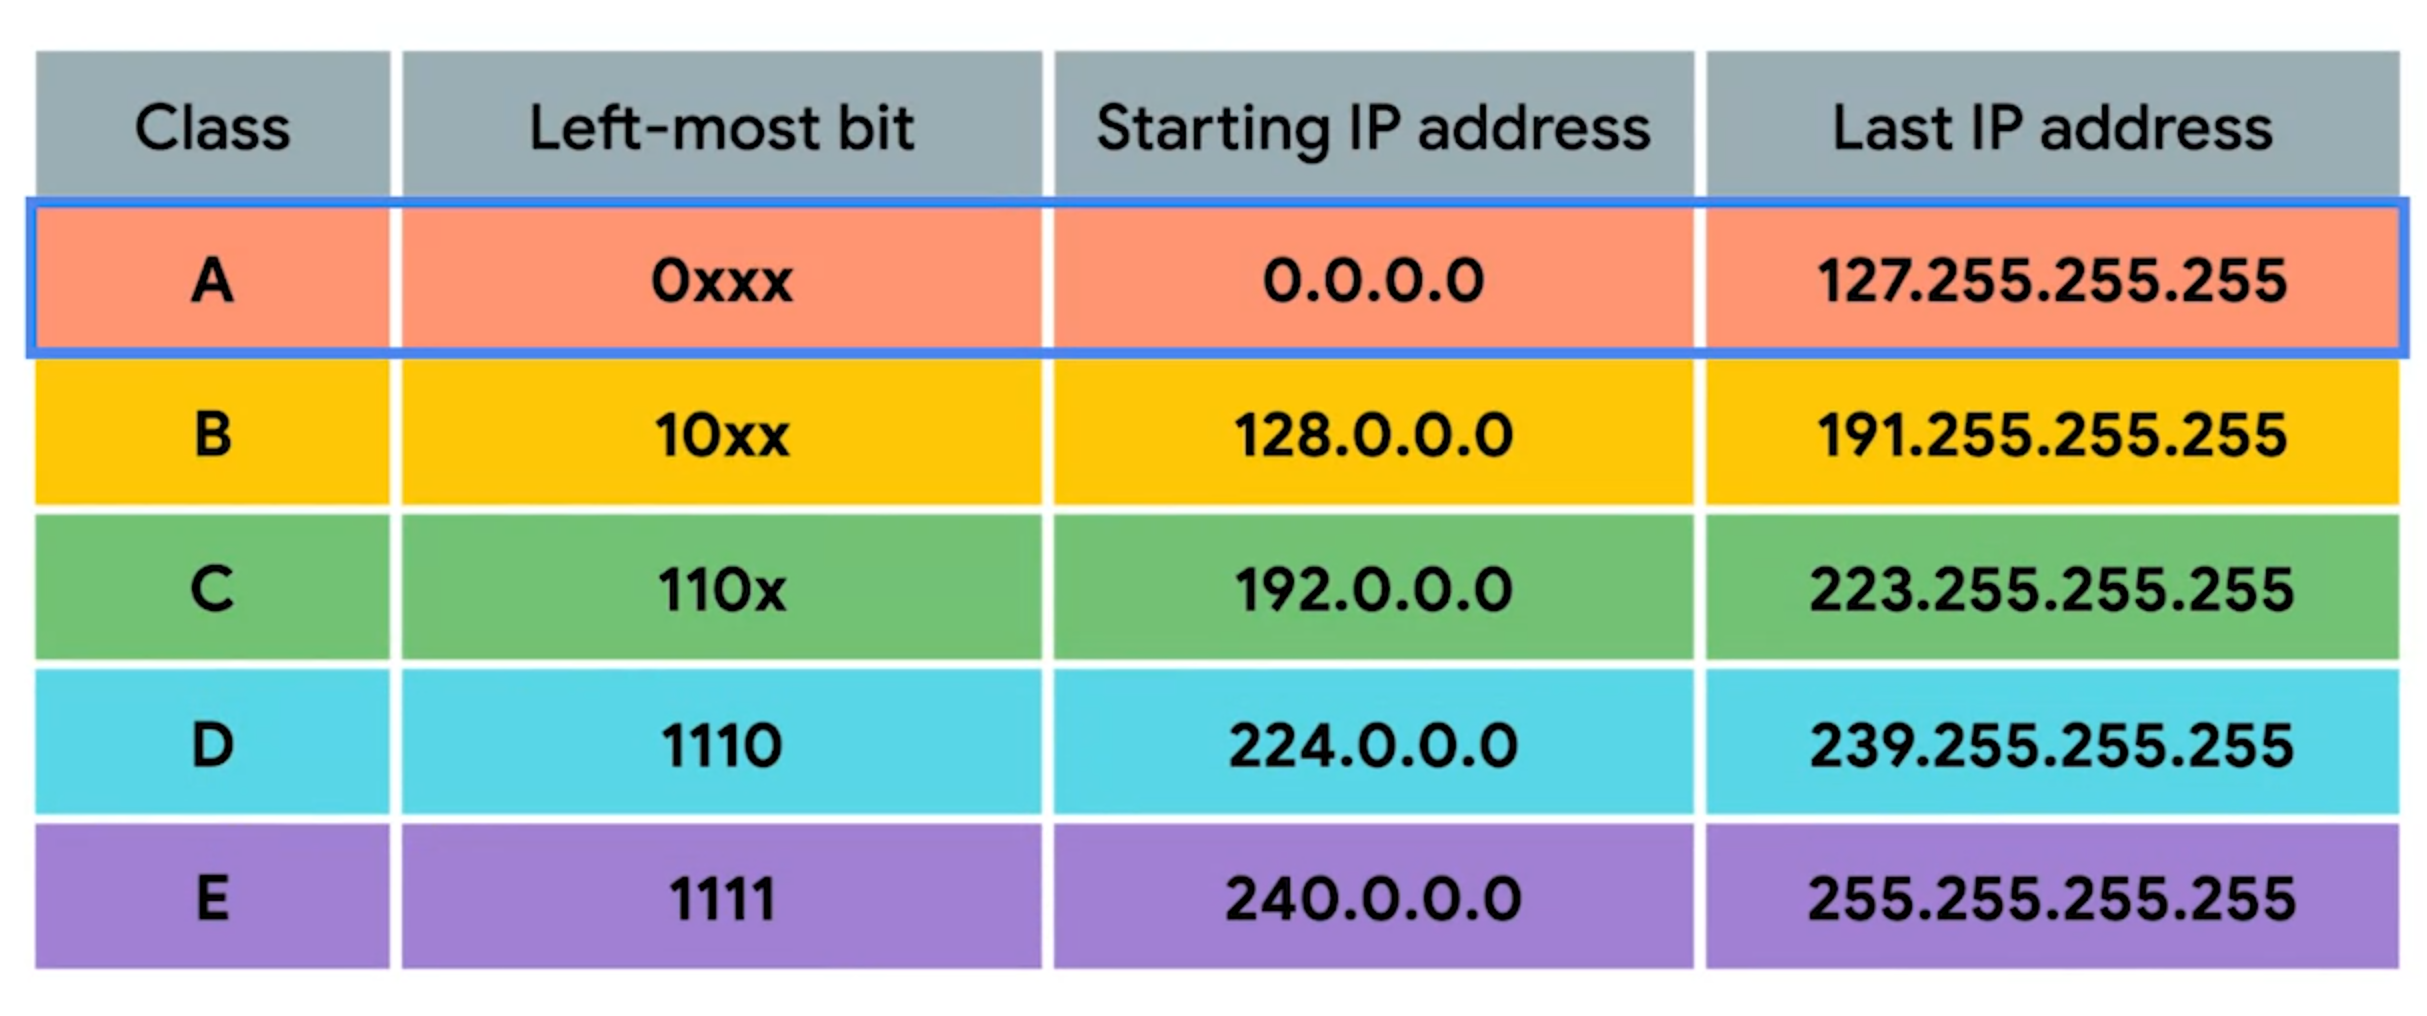 Class Left-most bit Starting IP address Last IP address
A 0xxx 0.0.0.0 127.255.255.255
B 10xx 128.0.0.0 191.255.255.255
C 110x 192.0.0.0 223.255.255.255
D 1110 224.0.0.0 239.255.255.255
E 1111 240.0.0.0 255.255.255.255